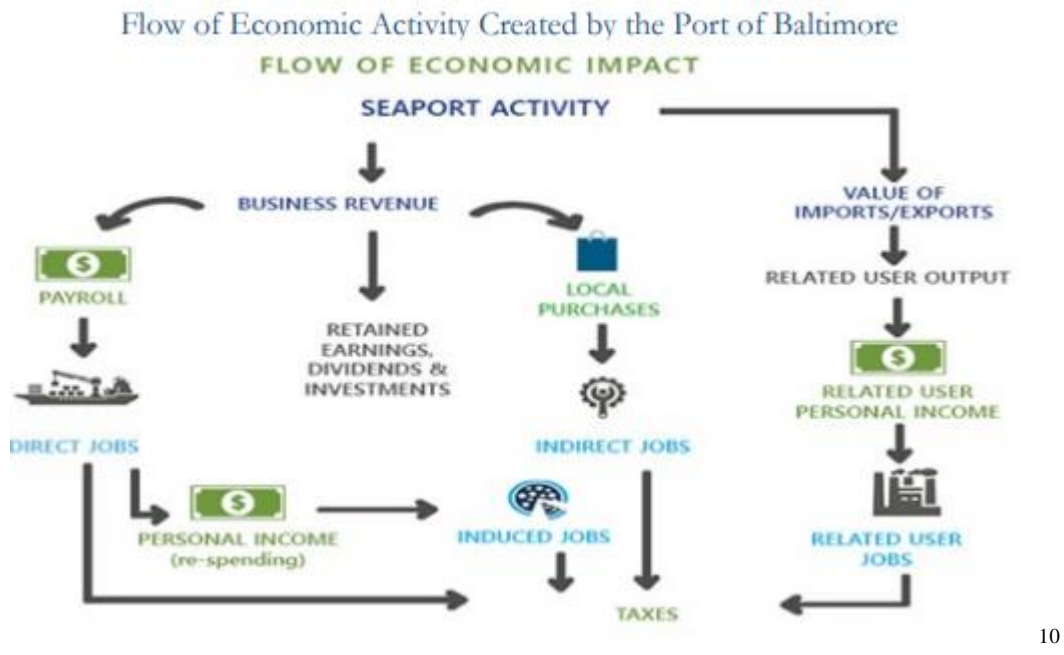 Flow of Economic Activity Created by the Port of Baltimore
FLOW OF ECONOMIC IMPACT
SEAPORT ACTIVITY
BUSINESS REVENUE
VALUE OF
IMPORTS/EXPORTS
$
PAYROLL
LOCAL
PURCHASES
RELATED USER OUTPUT
RETAINED
EARNINGS,
DIVIDENDS &
INVESTMENTS
$
RELATED USER
PERSONAL INCOME
DIRECT JOBS
INDIRECT JOBS
$
PERSONAL INCOME
(re-spending)
INDUCED JOBS
RELATED USER
JOBS
TAXES
10